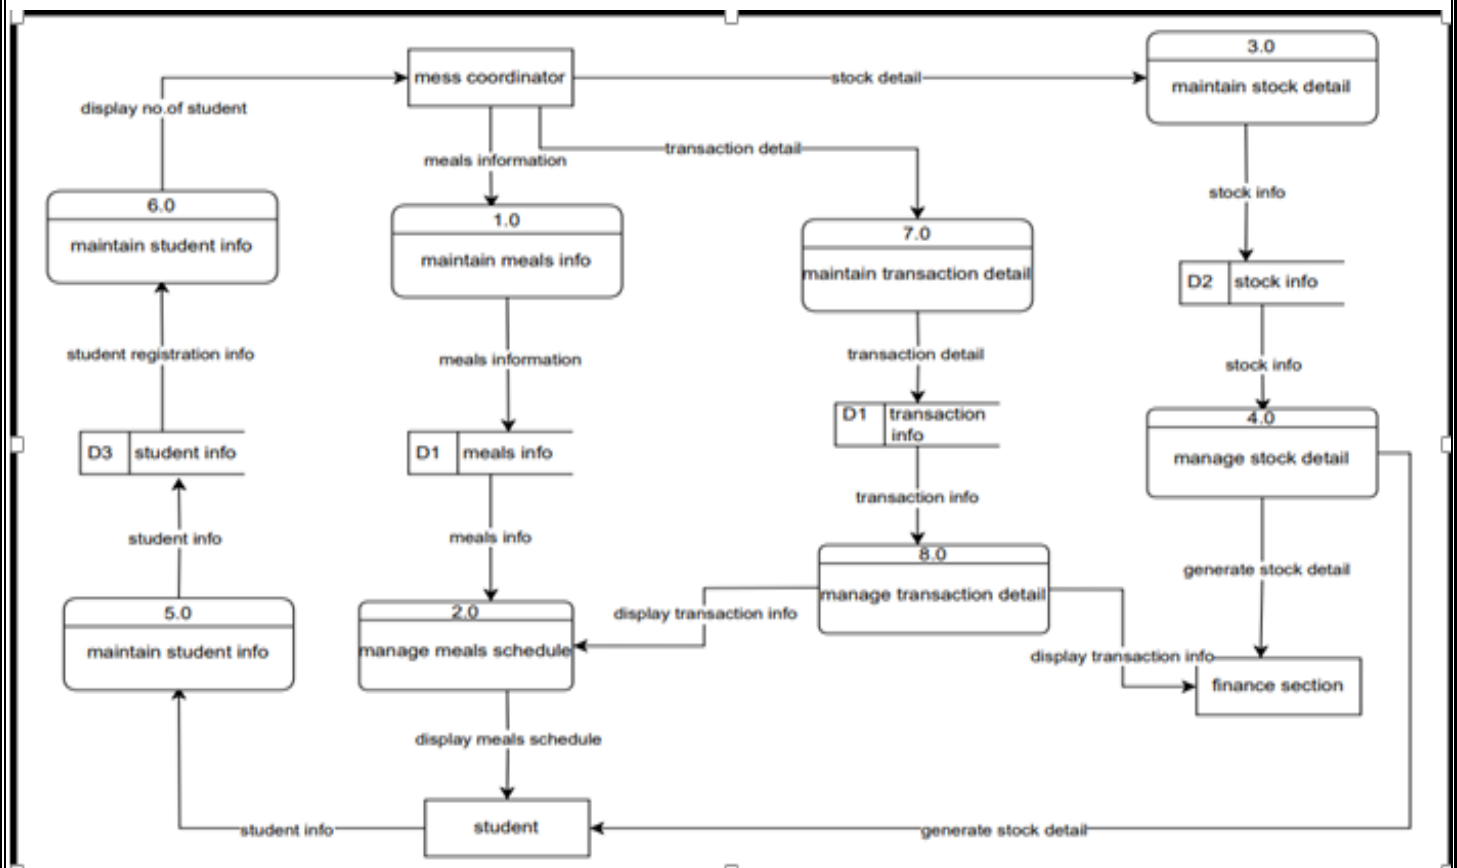 3.0
mess coordinator
stock detail
maintain stock detail
display no.of student
transaction detail
meals information
stock info
6.0
1.0
7.0
maintain student info
maintain meals info
maintain transaction detail
D2 stock info
student registration info
meals information
transaction detail
stock info
D1 transaction
info
4.0
D3 student info
D1 meals info
manage stock detail
transaction info
student info
meals info
8.0
generate stock detail
manage transaction detail
5.0
2.0
display transaction info
maintain student info
manage meals schedule
display transaction info
finance section
display meals schedule
student info
student
generate stock detail